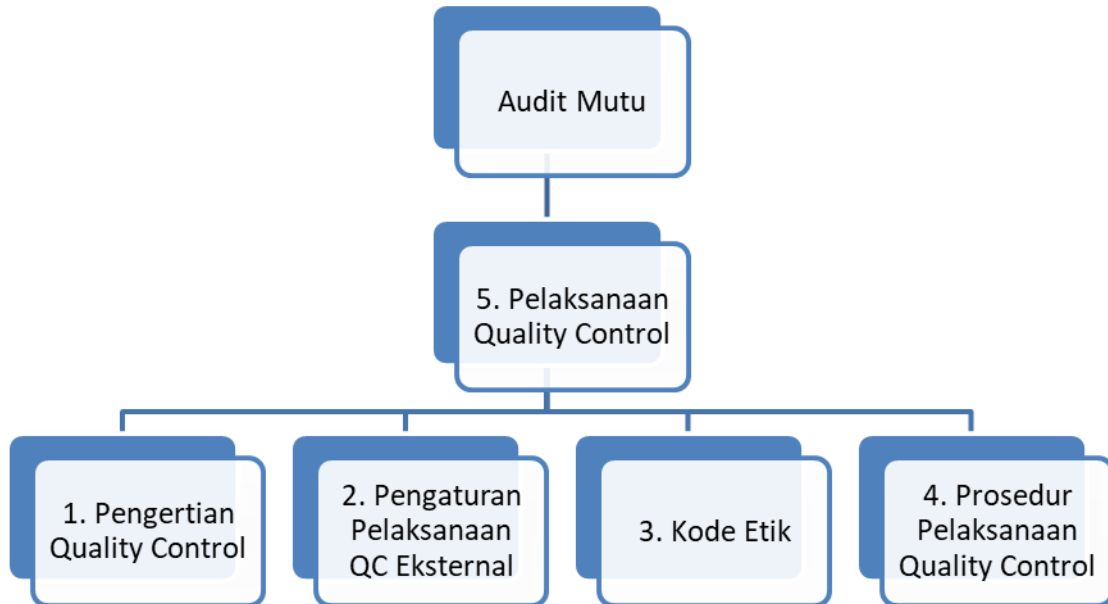 Audit Mutu
5. Pelaksanaan
Quality Control
1. Pengertian
Quality Control
2. Pengaturan
Pelaksanaan
QC Eksternal
3. Kode Etik
4. Prosedur
Pelaksanaan
Quality Control